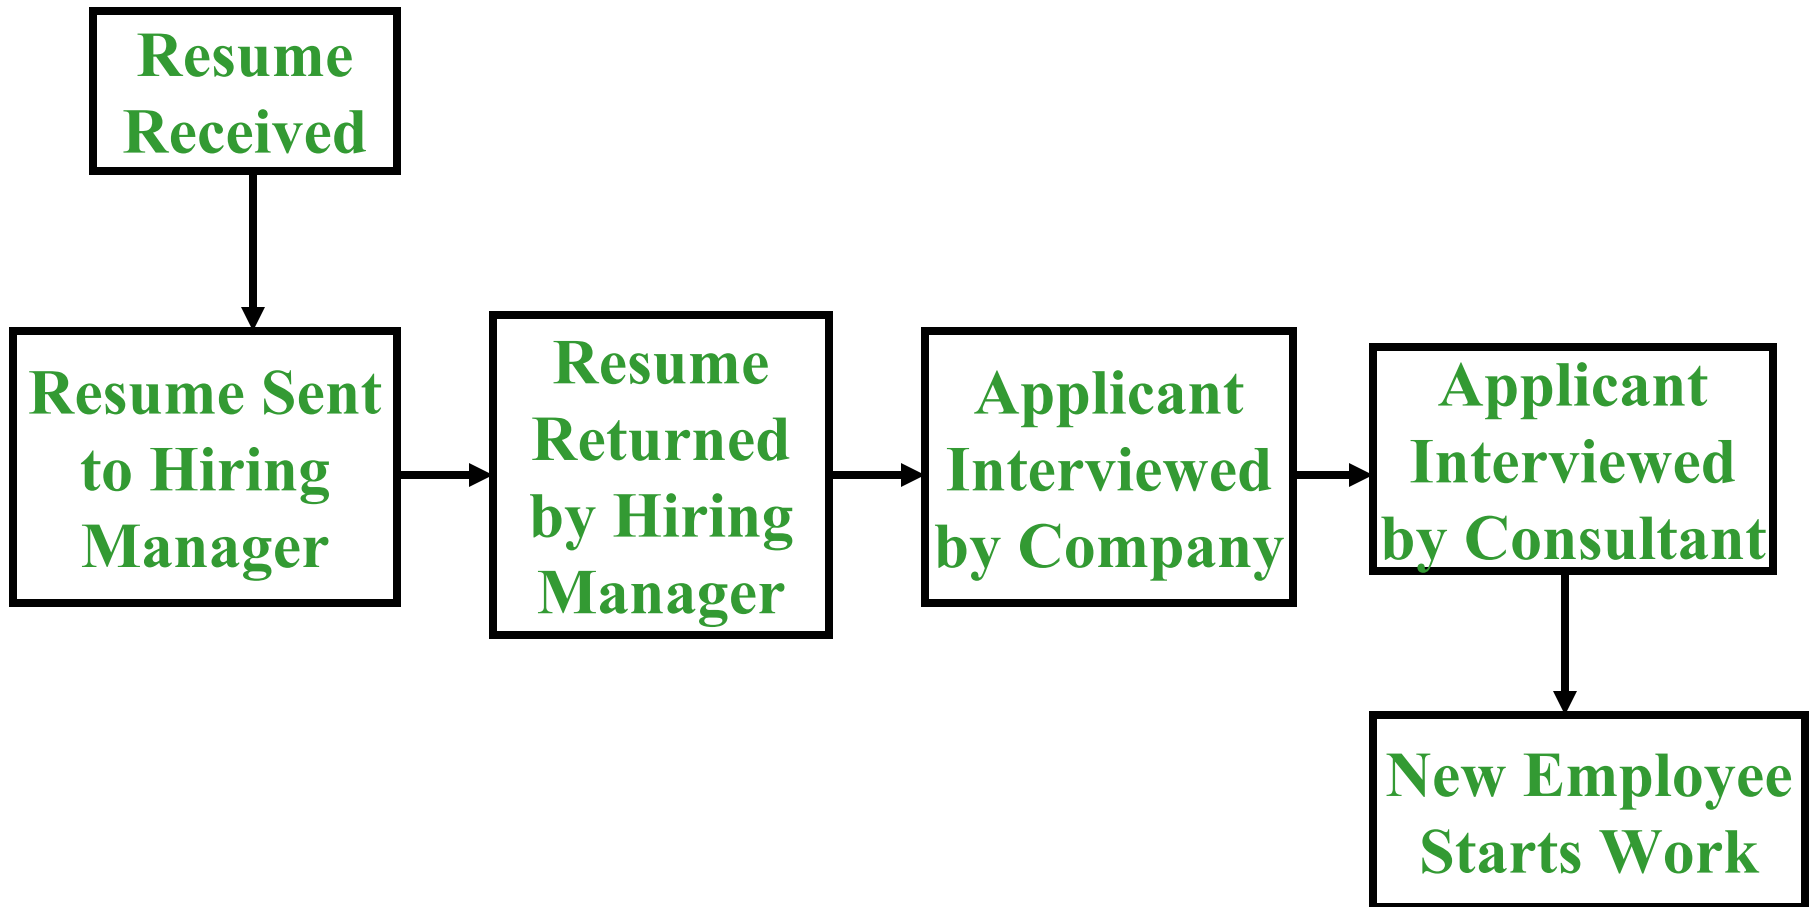 Resume
Received
Resume Sent
to Hiring
Manager
Resume
Returned
by Hiring
Manager
Applicant
Interviewed
by Company
Applicant
Interviewed
by Consultant
New Employee
Starts Work